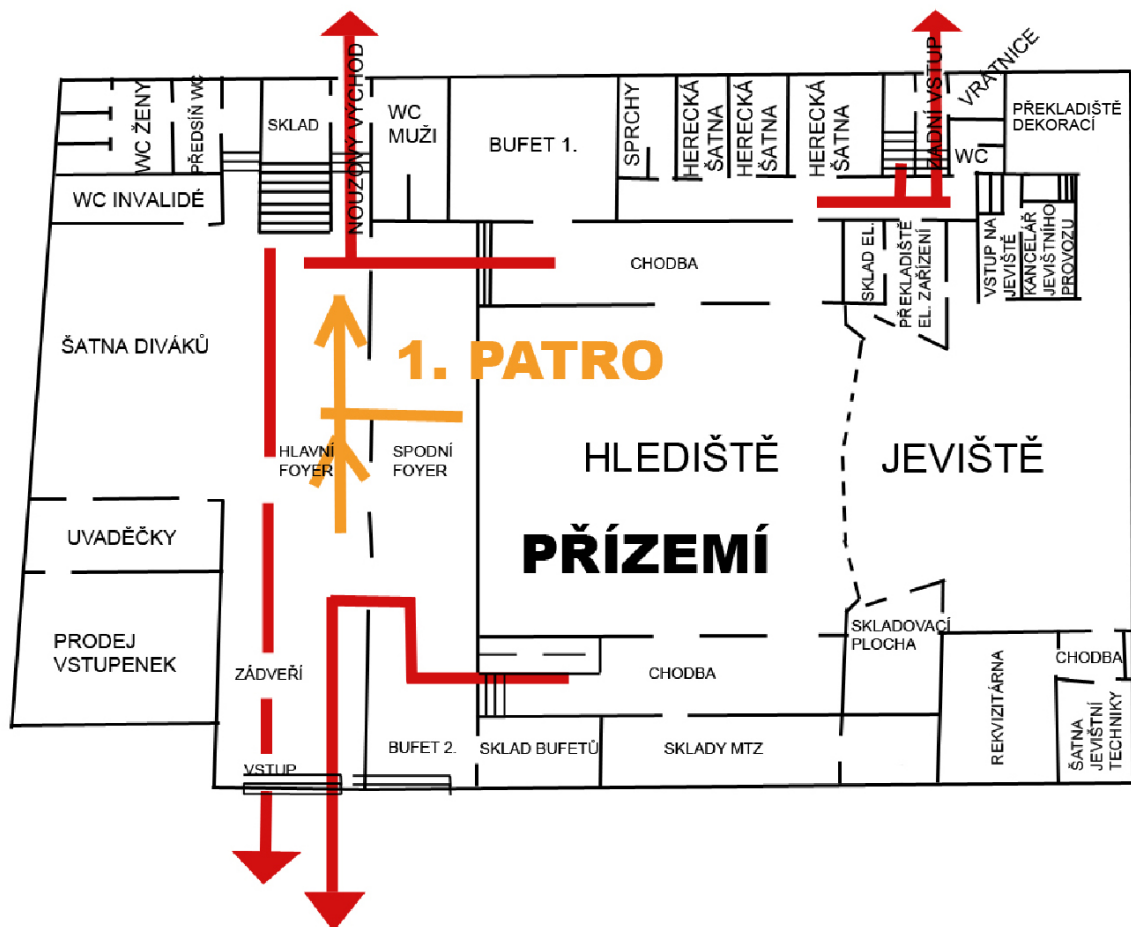 WC ŽENY
PŘEDSÍŇ WC
SKLAD
NOUZOVÝ VÝCHOD
WC
MUŽI
BUFET 1.
SPRCHY
HERECKÁ
ŠATNA
HERECKÁ
ŠATNA
HERECKÁ
ŠATNA
ZADNÍ VSTUP
VRÁTNICE
WC
PŘEKLADIŠTĚ
DEKORACÍ
WC INVALIDÉ
CHODBA
SKLAD EL.
PŘEKLADIŠTĚ
EL. ZAŘÍZENÍ
VSTUP NA
JEVIŠTĚ
KANCELÁŘ
JEVIŠTNÍHO
PROVOZU
ŠATNA DIVÁKŮ
1. PATRO
HLAVNÍ
FOYER
SPODNÍ
FOYER
HLEDIŠTĚ
JEVIŠTĚ
UVADĚČKY
PŘÍZEMÍ
PRODEJ
VSTUPENEK
ZÁDVEŘÍ
CHODBA
SKLADOVACÍ
PLOCHA
REKVIZITÁRNA
CHODBA
ŠATNA
JEVIŠTNÍ
TECHNIKY
VSTUP
BUFET 2.
SKLAD BUFETŮ
SKLADY MTZ